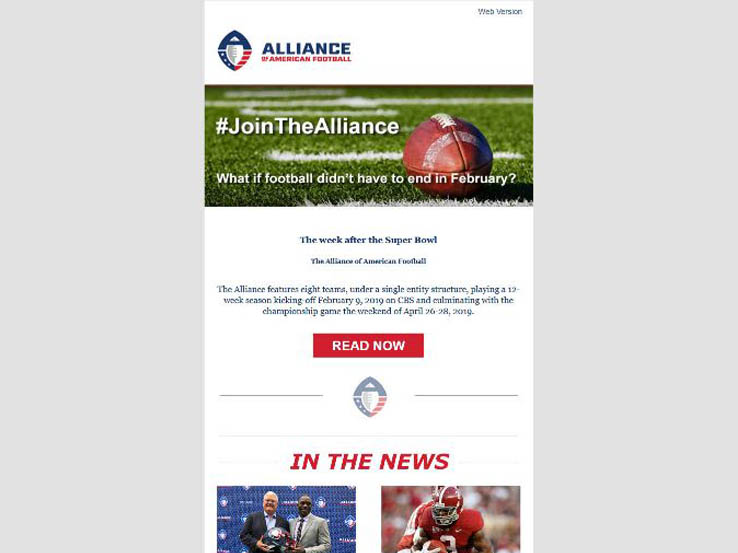 Web Version
ALLIANCE
OF AMERICAN FOOTBALL
#JoinTheAlliance
What if football didn't have to end in February?
The week after the Super Bowl
The Alliance of American Football
The Alliance features eight teams, under a single entity structure, playing a 12-
week season kicking-off February 9, 2019 on CBS and culminating with the
championship game the weekend of April 26-28, 2019.
READ NOW
IN THE NEWS